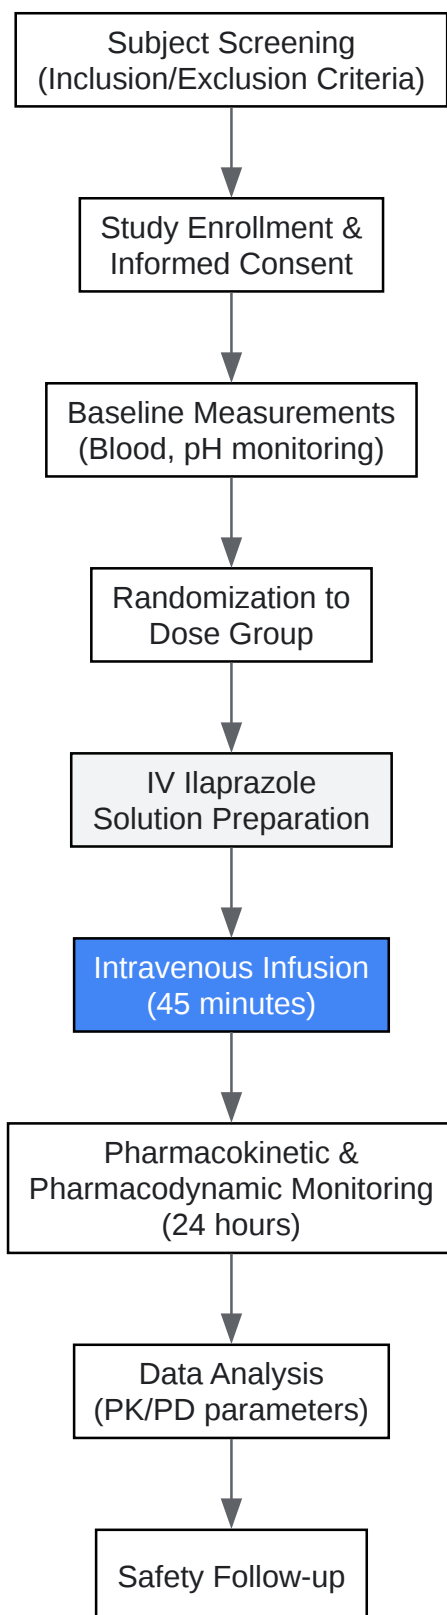 Subject Screening
(Inclusion/Exclusion Criteria)
Study Enrollment &
Informed Consent
Baseline Measurements
(Blood, pH monitoring)
Randomization to
Dose Group
IV Ilaprazole
Solution Preparation
Intravenous Infusion
(45 minutes)
Pharmacokinetic &
Pharmacodynamic Monitoring
(24 hours)
Data Analysis
(PK/PD parameters)
Safety Follow-up